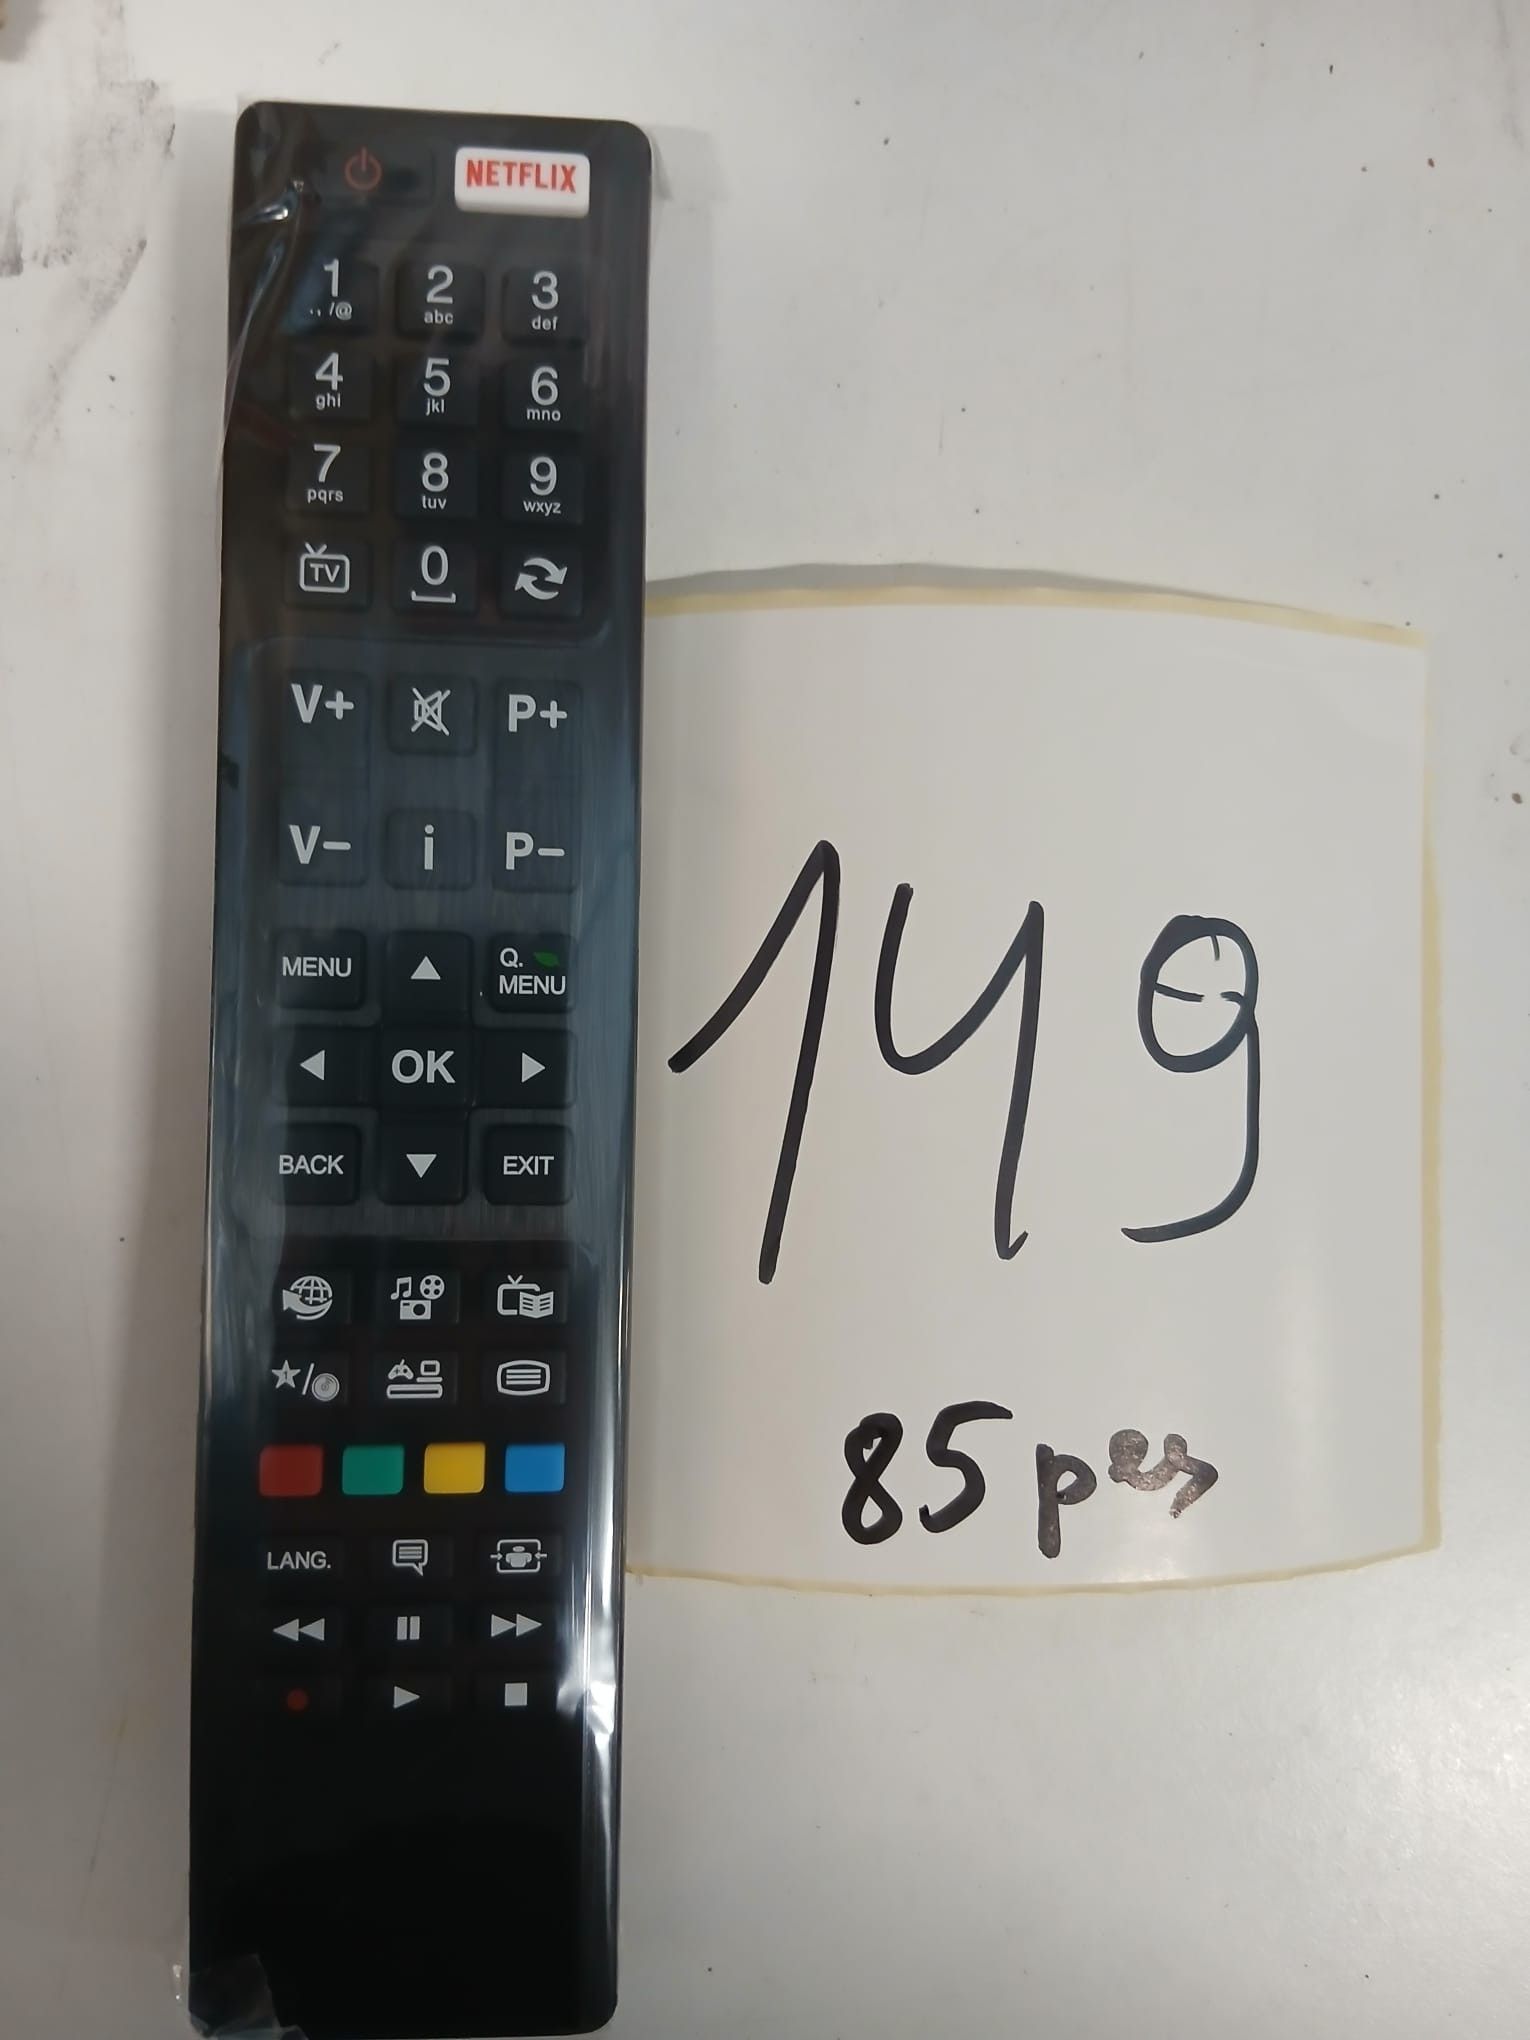 NETFLIX
1 2 3
.,/@ abc def
4 5 6
ghi jkl mno
7 8 9
pqrs tuv wxyz
TV 0
V+ P+
V- i P-
MENU Q. MENU
OK
BACK EXIT
LANG.
149
85 pcs